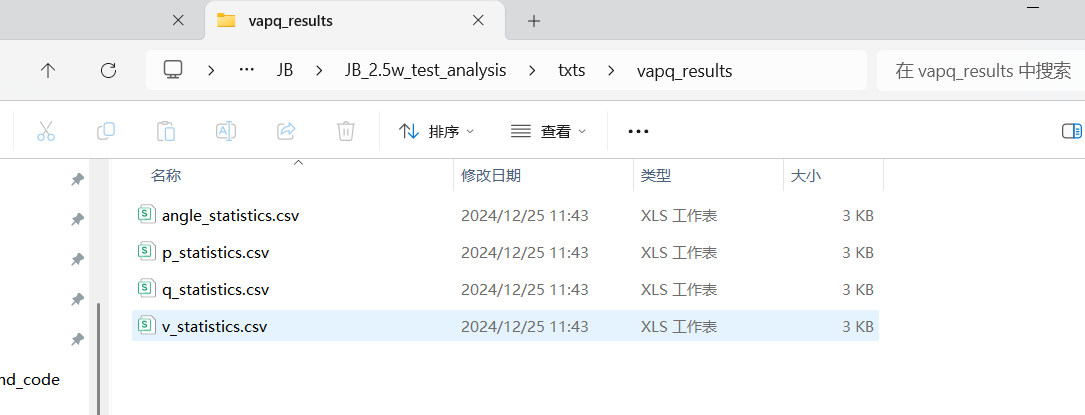 vapq_results
JB JB_2.5w_test_analysis txts vapq_results
在 vapq_results 中搜索
排序 查看
名称 修改日期 类型 大小
angle_statistics.csv 2024/12/25 11:43 XLS 工作表 3 KB
p_statistics.csv 2024/12/25 11:43 XLS 工作表 3 KB
q_statistics.csv 2024/12/25 11:43 XLS 工作表 3 KB
v_statistics.csv 2024/12/25 11:43 XLS 工作表 3 KB
nd_code